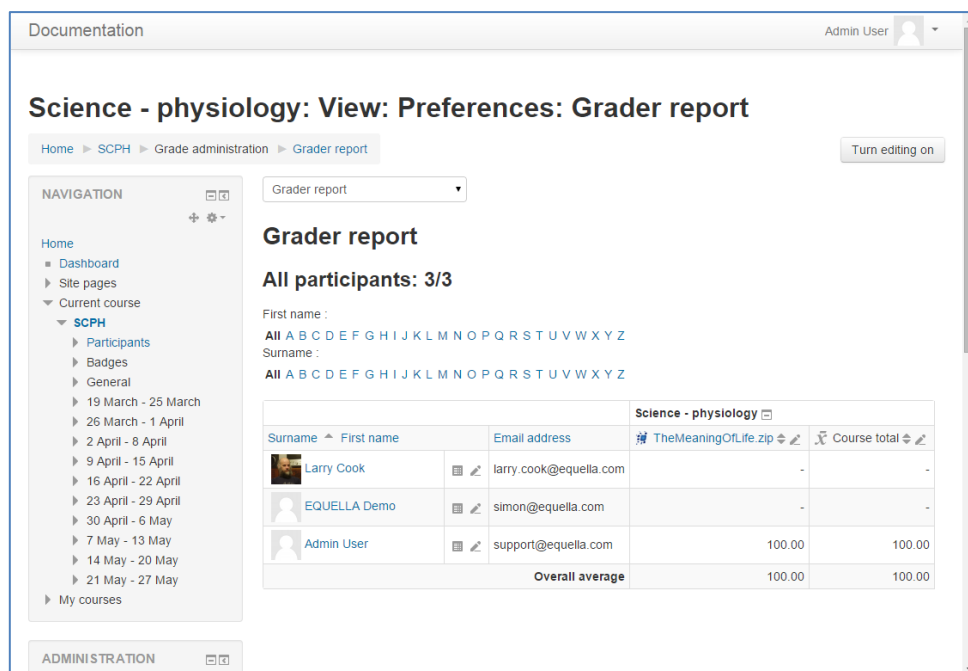 Documentation
Admin User
Science - physiology: View: Preferences: Grader report
Home SCPH Grade administration Grader report
Turn editing on
NAVIGATION
Home
Dashboard
Site pages
Current course
SCPH
Participants
Badges
General
19 March - 25 March
26 March - 1 April
2 April - 8 April
9 April - 15 April
16 April - 22 April
23 April - 29 April
30 April - 6 May
7 May - 13 May
14 May - 20 May
21 May - 27 May
My courses
ADMINISTRATION
Grader report
Grader report
All participants: 3/3
First name :
All A B C D E F G H I J K L M N O P Q R S T U V W X Y Z
Surname :
All A B C D E F G H I J K L M N O P Q R S T U V W X Y Z
Science - physiology
Surname First name Email address TheMeaningOfLife.zip x̄ Course total
Larry Cook larry.cook@equella.com - -
EQUELLA Demo simon@equella.com - -
Admin User support@equella.com 100.00 100.00
Overall average 100.00 100.00